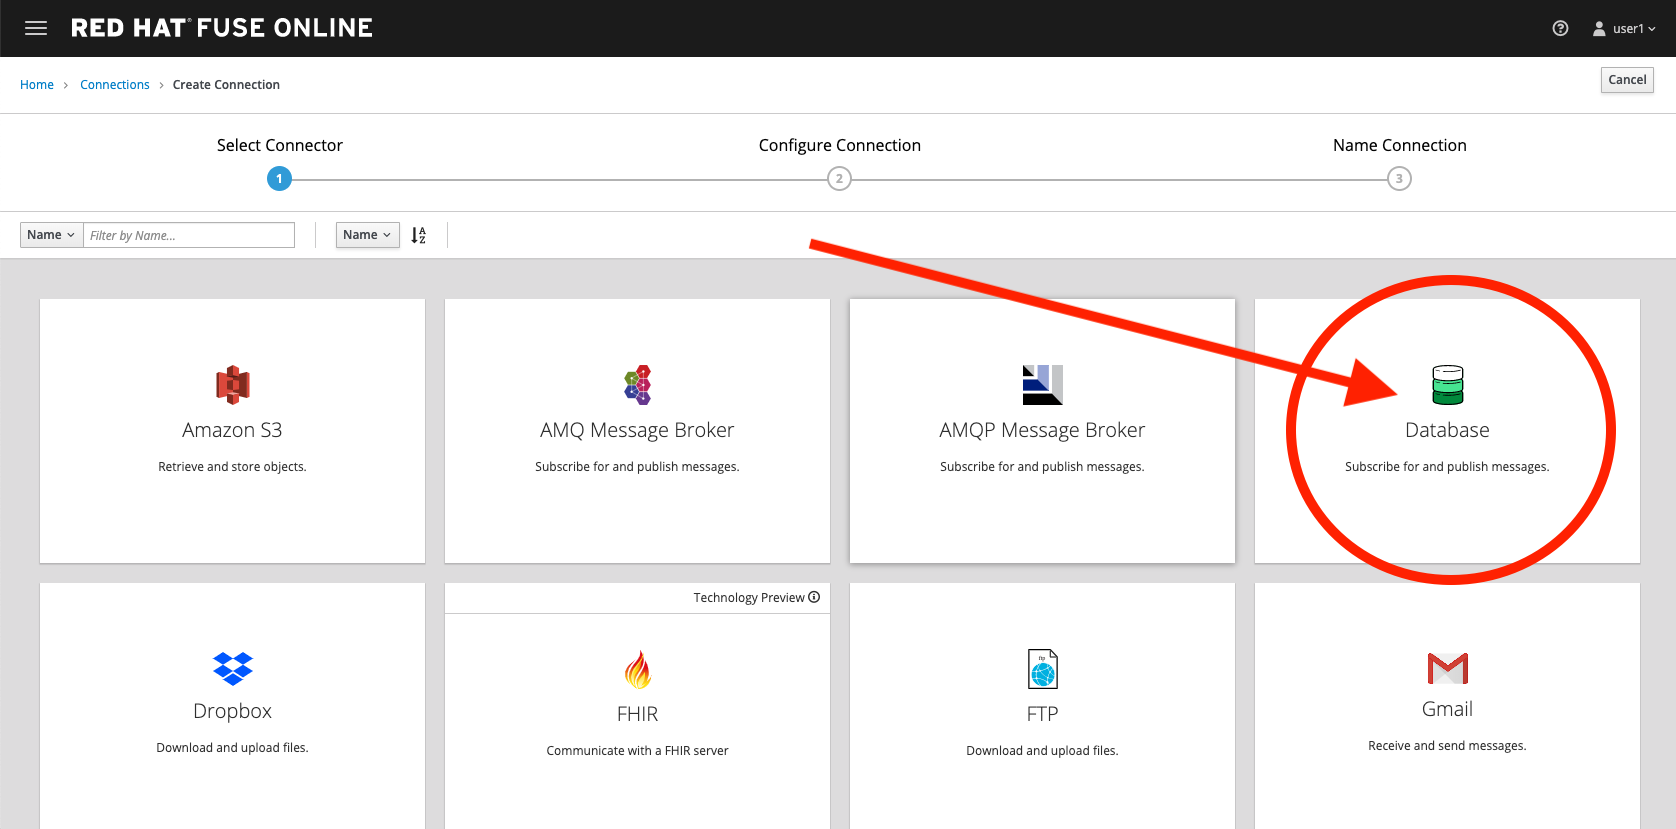 RED HAT® FUSE ONLINE
user1
Home > Connections > Create Connection
Cancel
Select Connector
Configure Connection
Name Connection
1
2
3
Name
Filter by Name...
Name
A
Z
Amazon S3
Retrieve and store objects.
AMQ Message Broker
Subscribe for and publish messages.
AMQP Message Broker
Subscribe for and publish messages.
Database
Subscribe for and publish messages.
Dropbox
Download and upload files.
Technology Preview
FHIR
Communicate with a FHIR server
ftp
FTP
Download and upload files.
Gmail
Receive and send messages.